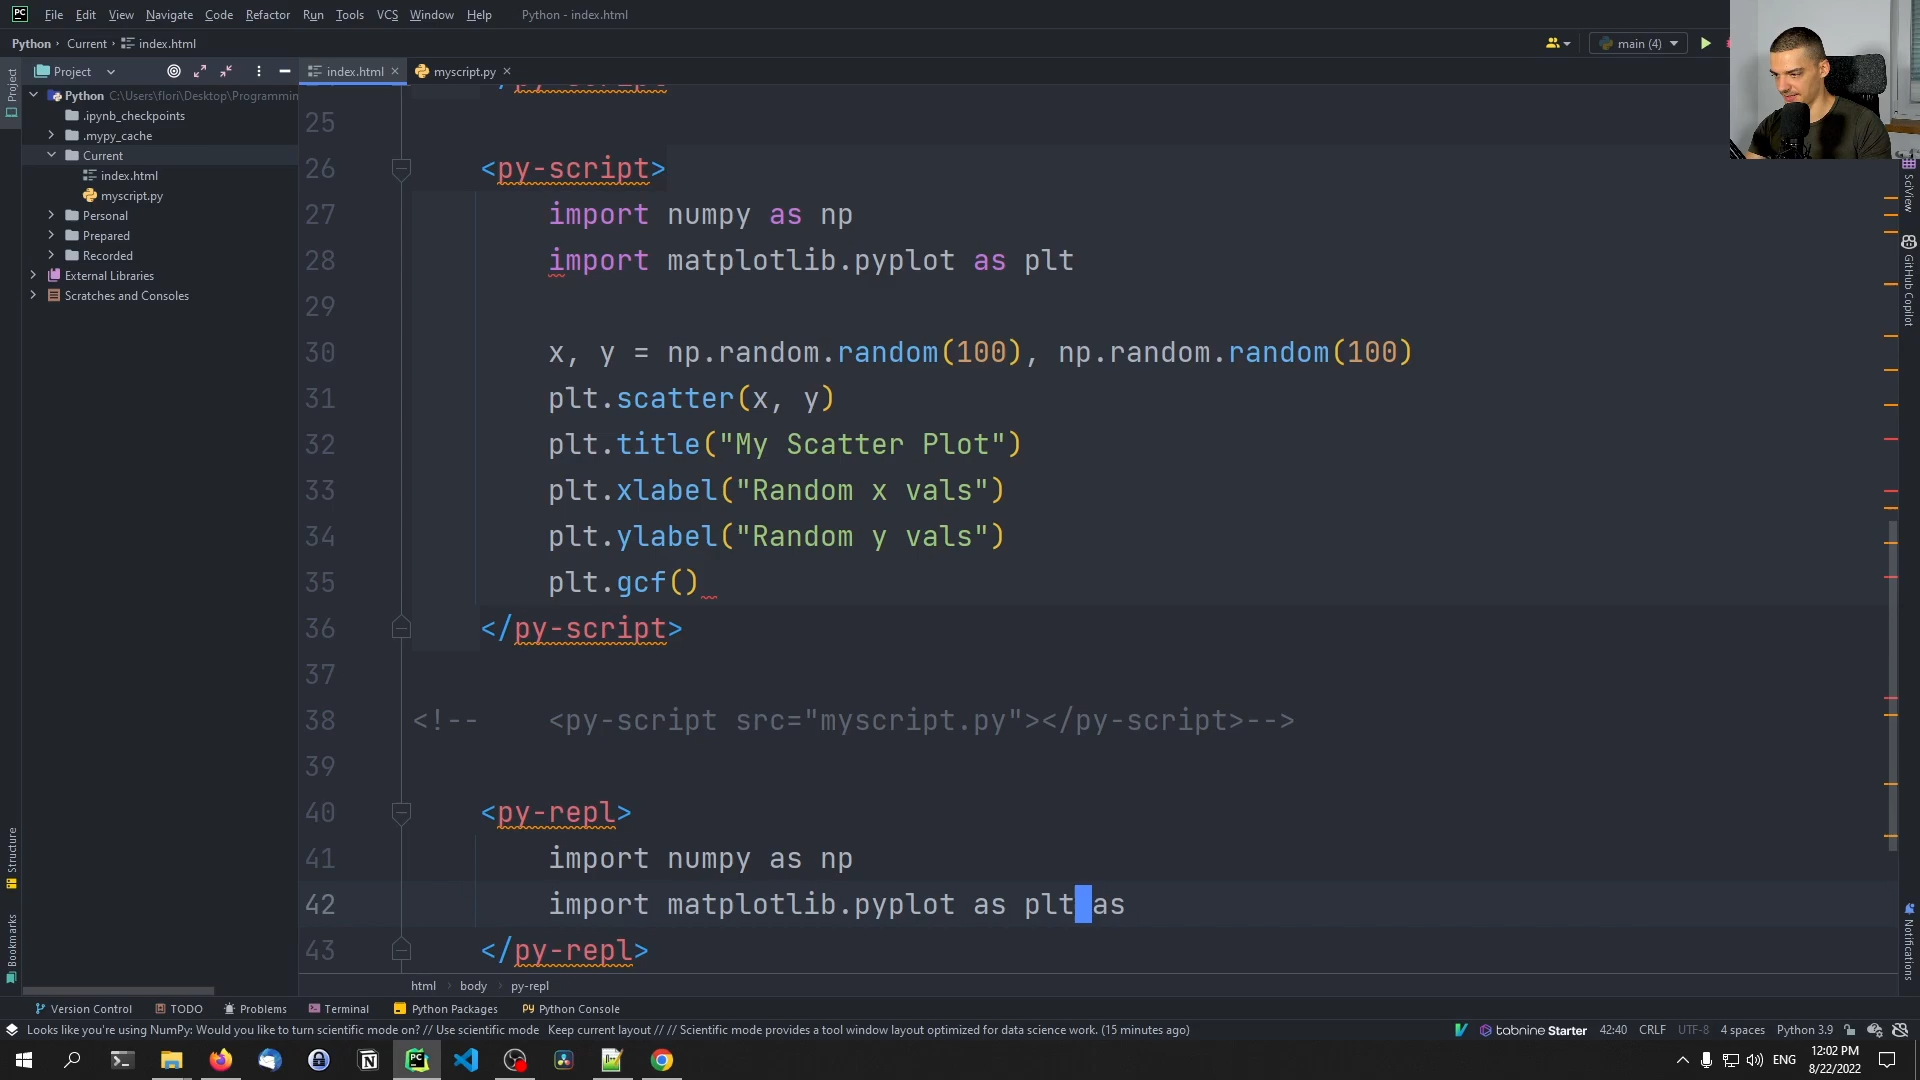 PC File Edit View Navigate Code Refactor Run Tools VCS Window Help Python - index.html
Python Current index.html
main (4)
Project
index.html
myscript.py
Python C:\Users\flori\Desktop\Programmin
.ipynb_checkpoints
.mypy_cache
Current
index.html
myscript.py
Personal
Prepared
Recorded
External Libraries
Scratches and Consoles
Project
Structure
Bookmarks
SciView
GitHub Copilot
Notifications
25
26 <py-script>
27 import numpy as np
28 import matplotlib.pyplot as plt
29
30 x, y = np.random.random(100), np.random.random(100)
31 plt.scatter(x, y)
32 plt.title("My Scatter Plot")
33 plt.xlabel("Random x vals")
34 plt.ylabel("Random y vals")
35 plt.gcf()
36 </py-script>
37
38 <!-- <py-script src="myscript.py"></py-script>-->
39
40 <py-repl>
41 import numpy as np
42 import matplotlib.pyplot as plt as
43 </py-repl>
html body py-repl
Version Control TODO Problems Terminal Python Packages Python Console
Looks like you're using NumPy: Would you like to turn scientific mode on? // Use scientific mode Keep current layout // // Scientific mode provides a tool window layout optimized for data science work. (15 minutes ago)
tabnine Starter 42:40 CRLF UTF-8 4 spaces Python 3.9
ENG
12:02 PM
8/22/2022